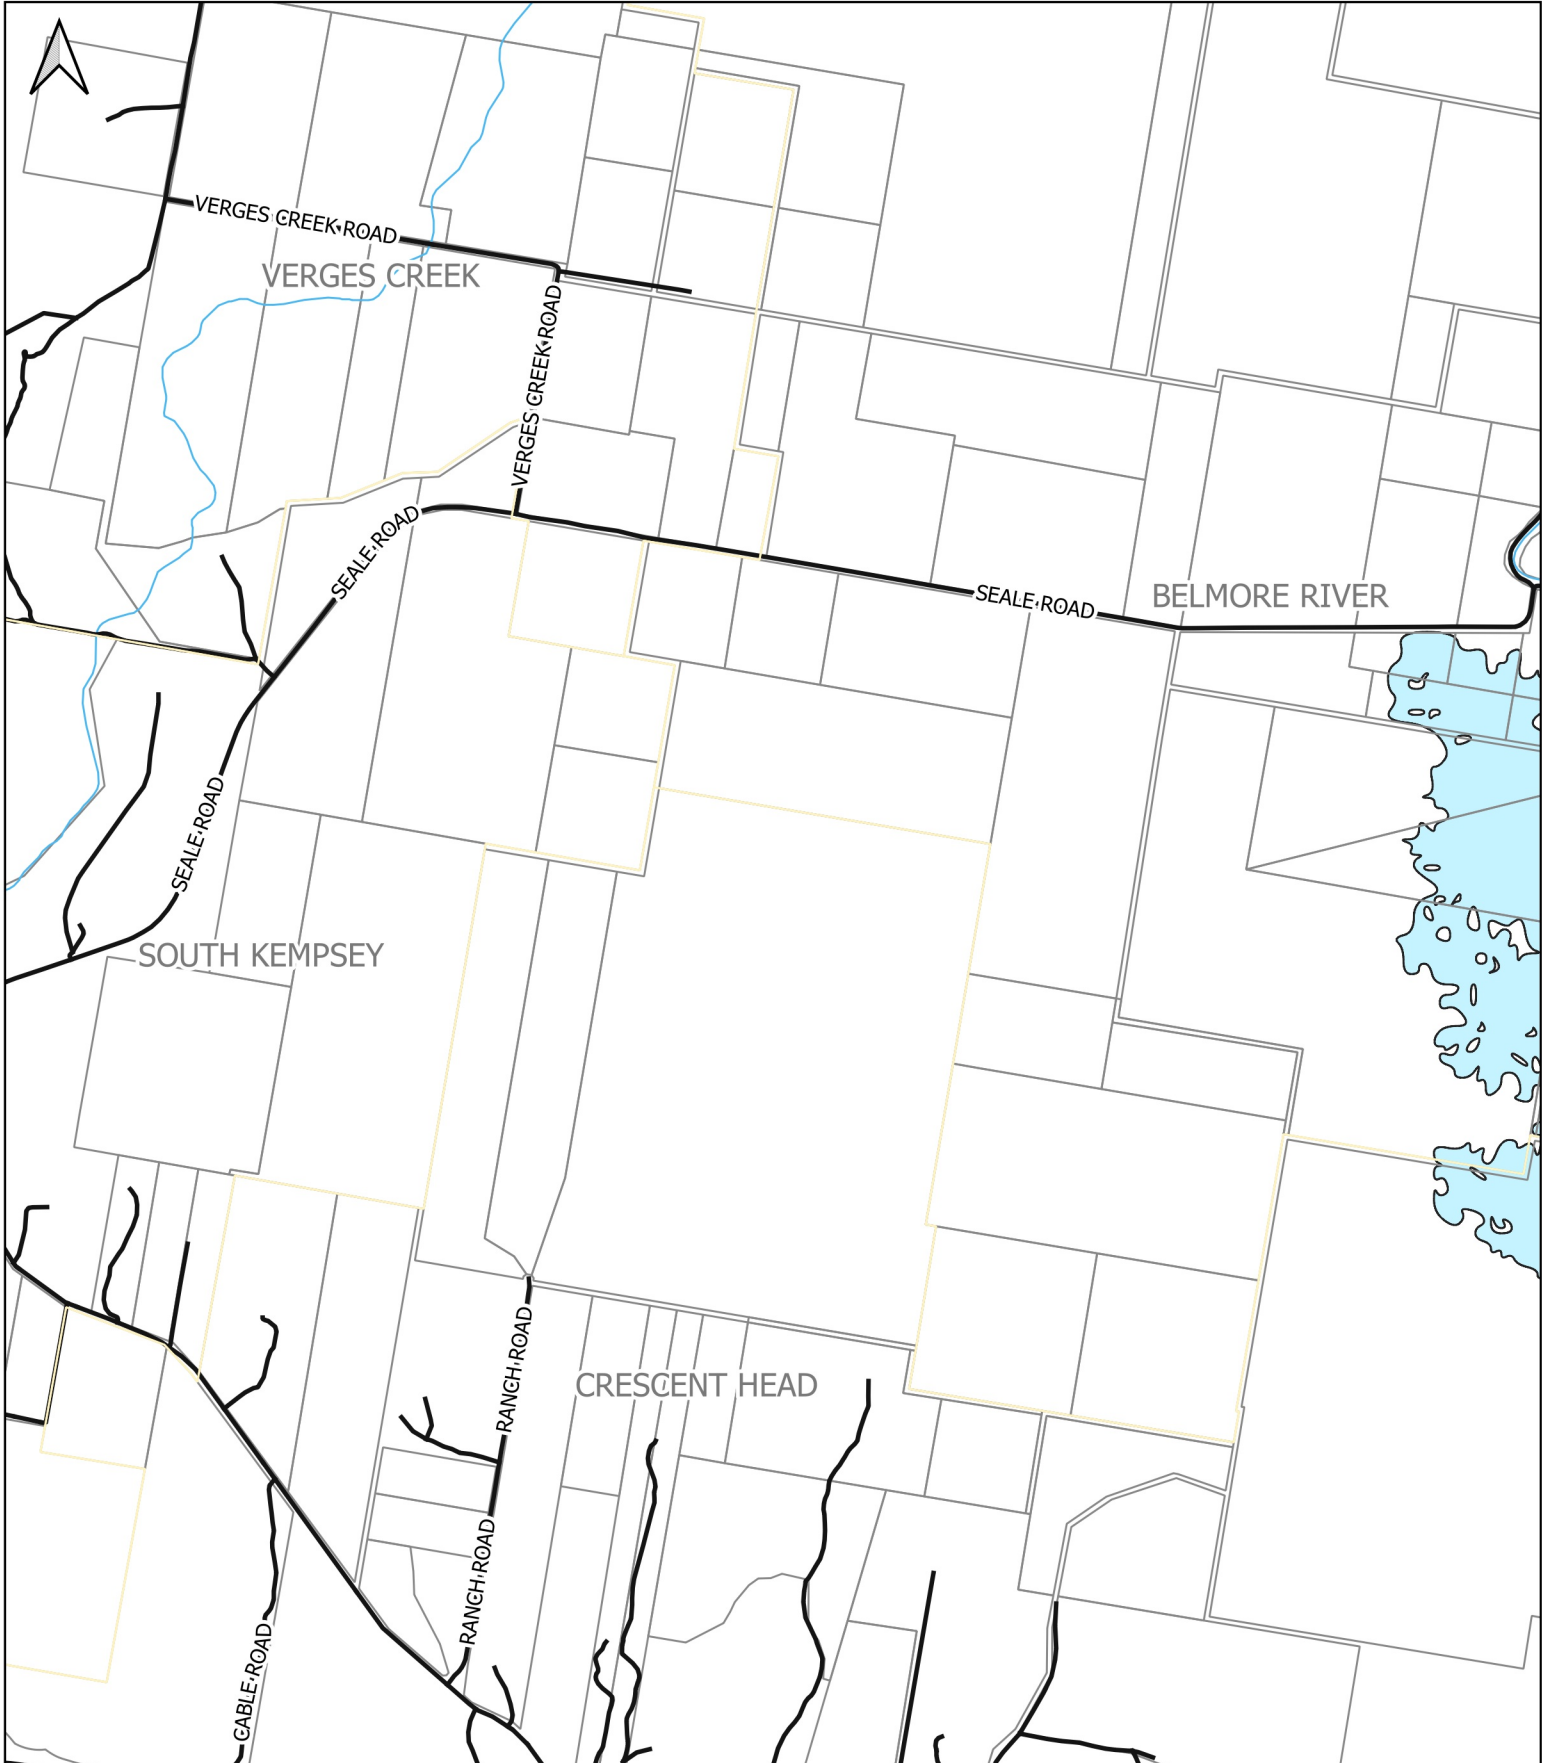 VERGES CREEK ROAD
VERGES CREEK
VERGES CREEK ROAD
SEALE ROAD
SEALE ROAD
BELMORE RIVER
SEALE ROAD
SOUTH KEMPSEY
RANCH ROAD
CRESCENT HEAD
RANCH ROAD
CABLE ROAD